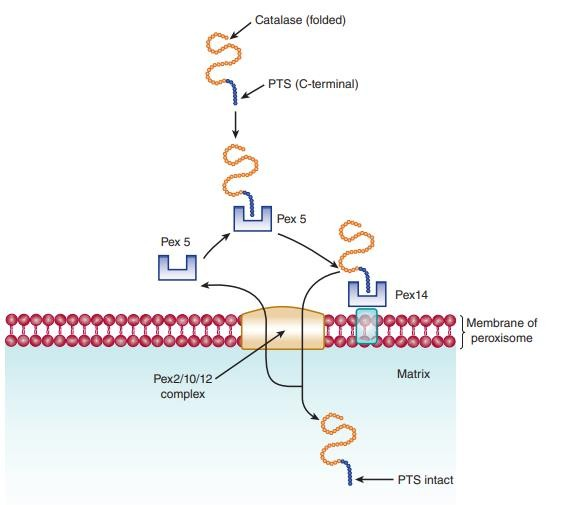 Catalase (folded)
PTS (C-terminal)
Pex 5
Pex 5
Pex14
Membrane of
peroxisome
Matrix
Pex2/10/12
complex
PTS intact